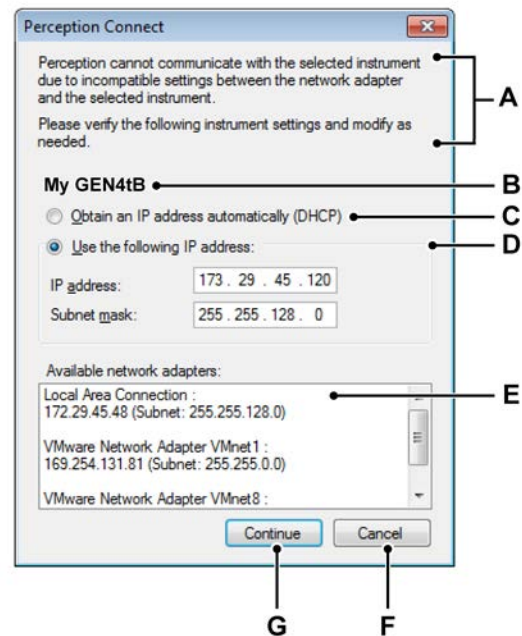 Perception Connect
Perception cannot communicate with the selected instrument
due to incompatible settings between the network adapter
and the selected instrument.
Please verify the following instrument settings and modify as
needed.
A
My GEN4tB
B
Obtain an IP address automatically (DHCP)
C
Use the following IP address:
D
IP address: 173 . 29 . 45 . 120
Subnet mask: 255 . 255 . 128 . 0
Available network adapters:
Local Area Connection :
172.29.45.48 (Subnet: 255.255.128.0)
E
VMware Network Adapter VMnet1 :
169.254.131.81 (Subnet: 255.255.0.0)
VMware Network Adapter VMnet8 :
Continue Cancel
G F